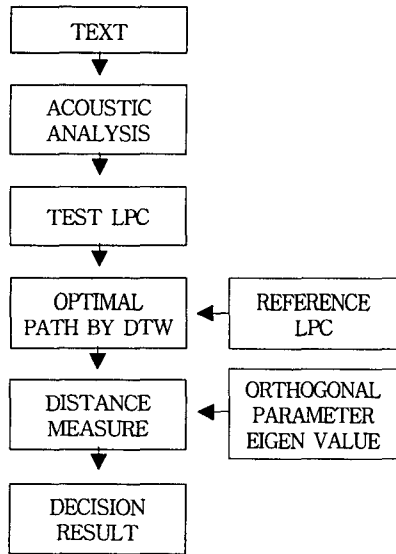 TEXT
ACOUSTIC
ANALYSIS
TEST LPC
OPTIMAL
PATH BY DTW
REFERENCE
LPC
DISTANCE
MEASURE
ORTHOGONAL
PARAMETER
EIGEN VALUE
DECISION
RESULT